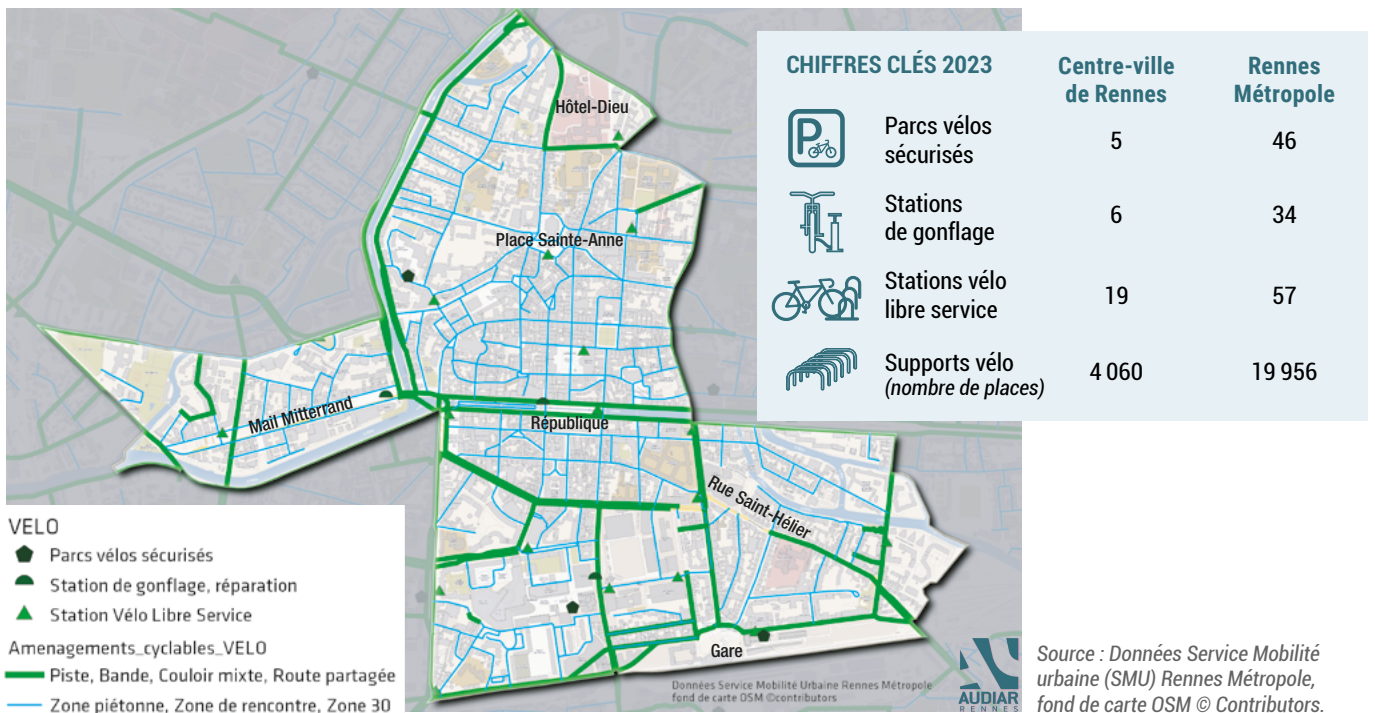 Hôtel-Dieu
Place Sainte-Anne
Mail Mitterrand
République
Rue Saint-Hélier
Gare
CHIFFRES CLÉS 2023
Centre-ville
de Rennes
Rennes
Métropole
P
Parcs vélos
sécurisés
5
46
Stations
de gonflage
6
34
Stations vélo
libre service
19
57
Supports vélo
(nombre de places)
4 060
19 956
VELO
Parcs vélos sécurisés
Station de gonflage, réparation
Station Vélo Libre Service
Amenagements_cyclables_VELO
Piste, Bande, Couloir mixte, Route partagée
Zone piétonne, Zone de rencontre, Zone 30
Données Service Mobilité Urbaine Rennes Métropole
fond de carte OSM ©contributors
AUDIAR
RENNES
Source : Données Service Mobilité
urbaine (SMU) Rennes Métropole,
fond de carte OSM © Contributors.